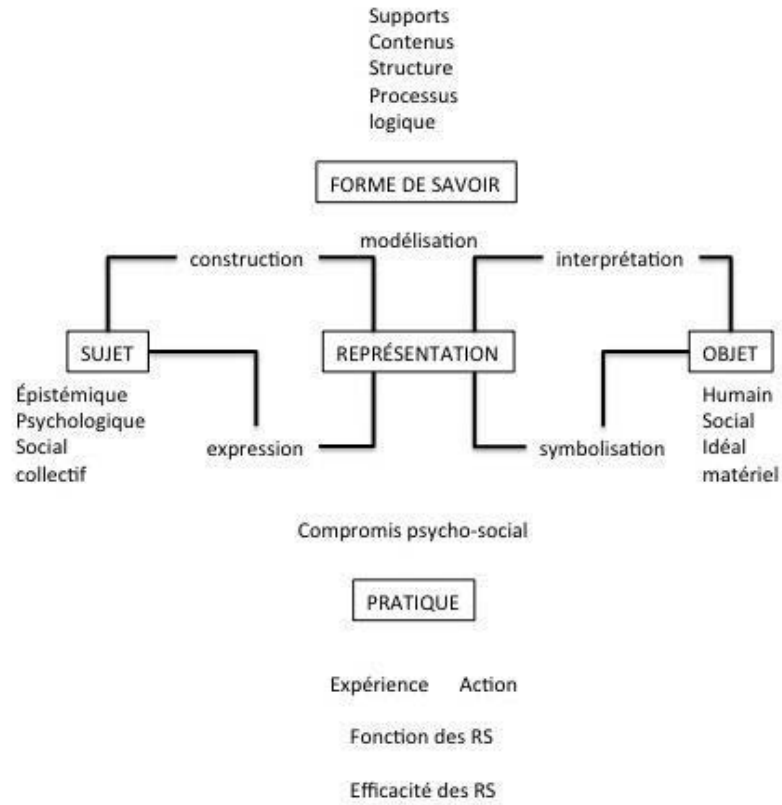 Supports
Contenus
Structure
Processus
logique
FORME DE SAVOIR
modélisation
construction
interprétation
SUJET
REPRÉSENTATION
OBJET
Épistémique
Psychologique
Social
collectif
Humain
Social
Idéal
matériel
expression
symbolisation
Compromis psycho-social
PRATIQUE
Expérience Action
Fonction des RS
Efficacité des RS